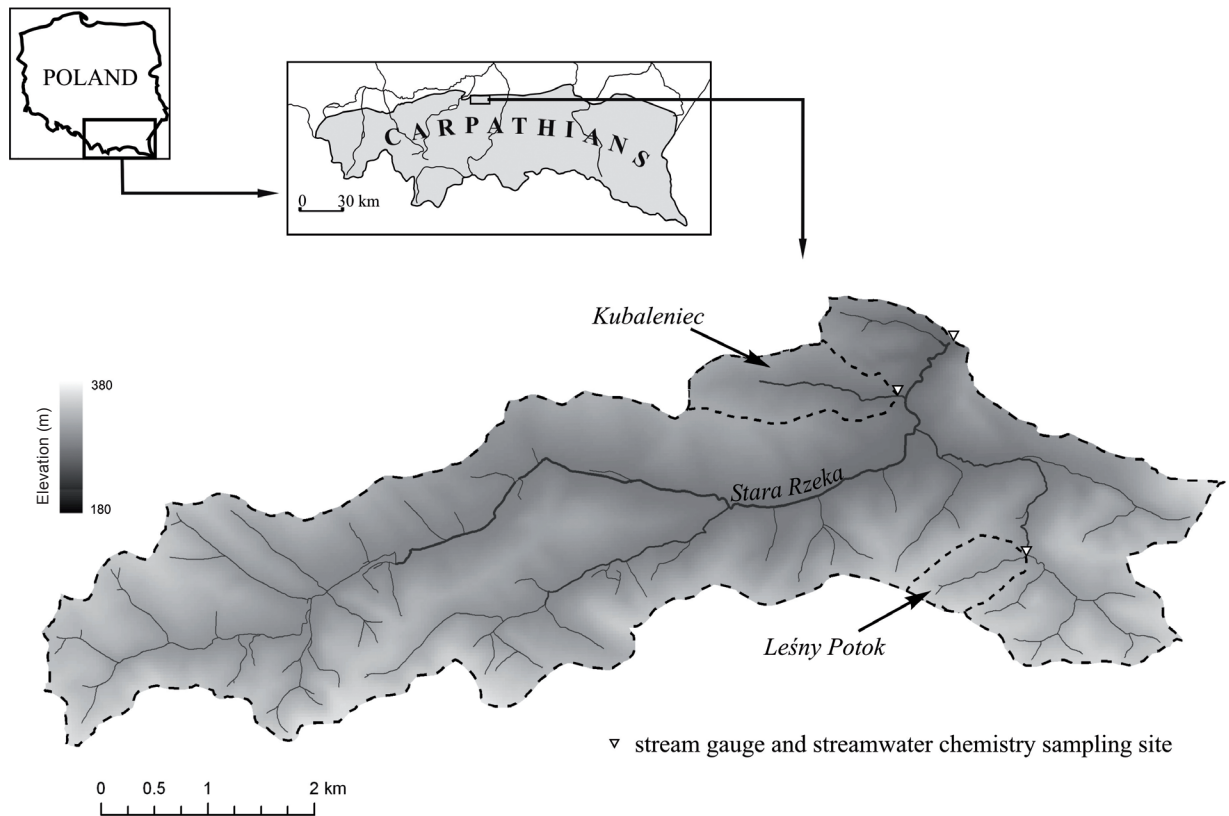 POLAND
CARPATHIANS
0 30 km
Kubaleniec
380
Elevation (m)
180
Stara Rzeka
Leśny Potok
stream gauge and streamwater chemistry sampling site
0 0.5 1 2 km